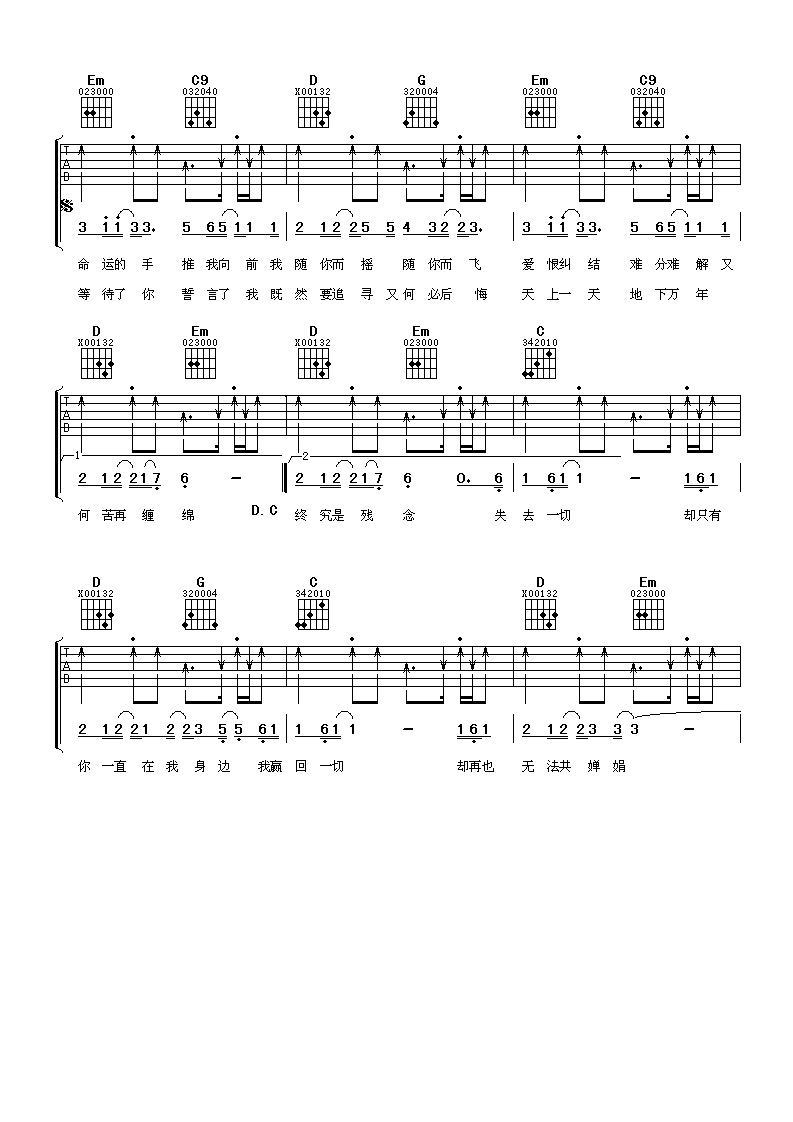 Em C9 D G Em C9
023000 032040 X00132 320004 023000 032040
T A B
3 1 1 3 3. 5 6 5 1 1 1 2 1 2 2 5 5 4 3 2 2 3. 3 1 1 3 3. 5 6 5 1 1 1
命 运的 手 推 我向 前 我 随 你而 摇 随 你而 飞 爱 恨纠 结 难 分难 解 又
等 待了 你 誓 言了 我 既 然 要追 寻 又 何 必后 悔 天 上一 天 地 下万 年
D Em D Em C
X00132 023000 X00132 023000 342010
T A B
1 2
2 1 2 2 1 7 6 - 2 1 2 2 1 7 6 0. 6 1 6 1 1 - 1 6 1
何 苦再 缠 绵 D.C 终 究是 残 念 失 去 一切 却只有
D G C D Em
X00132 320004 342010 X00132 023000
T A B
2 1 2 2 1 2 2 3 5 5 6 1 1 6 1 1 - 1 6 1 2 1 2 2 3 3 3 -
你 一直 在 我 身 边 我赢 回 一切 却再也 无 法共 婵 娟